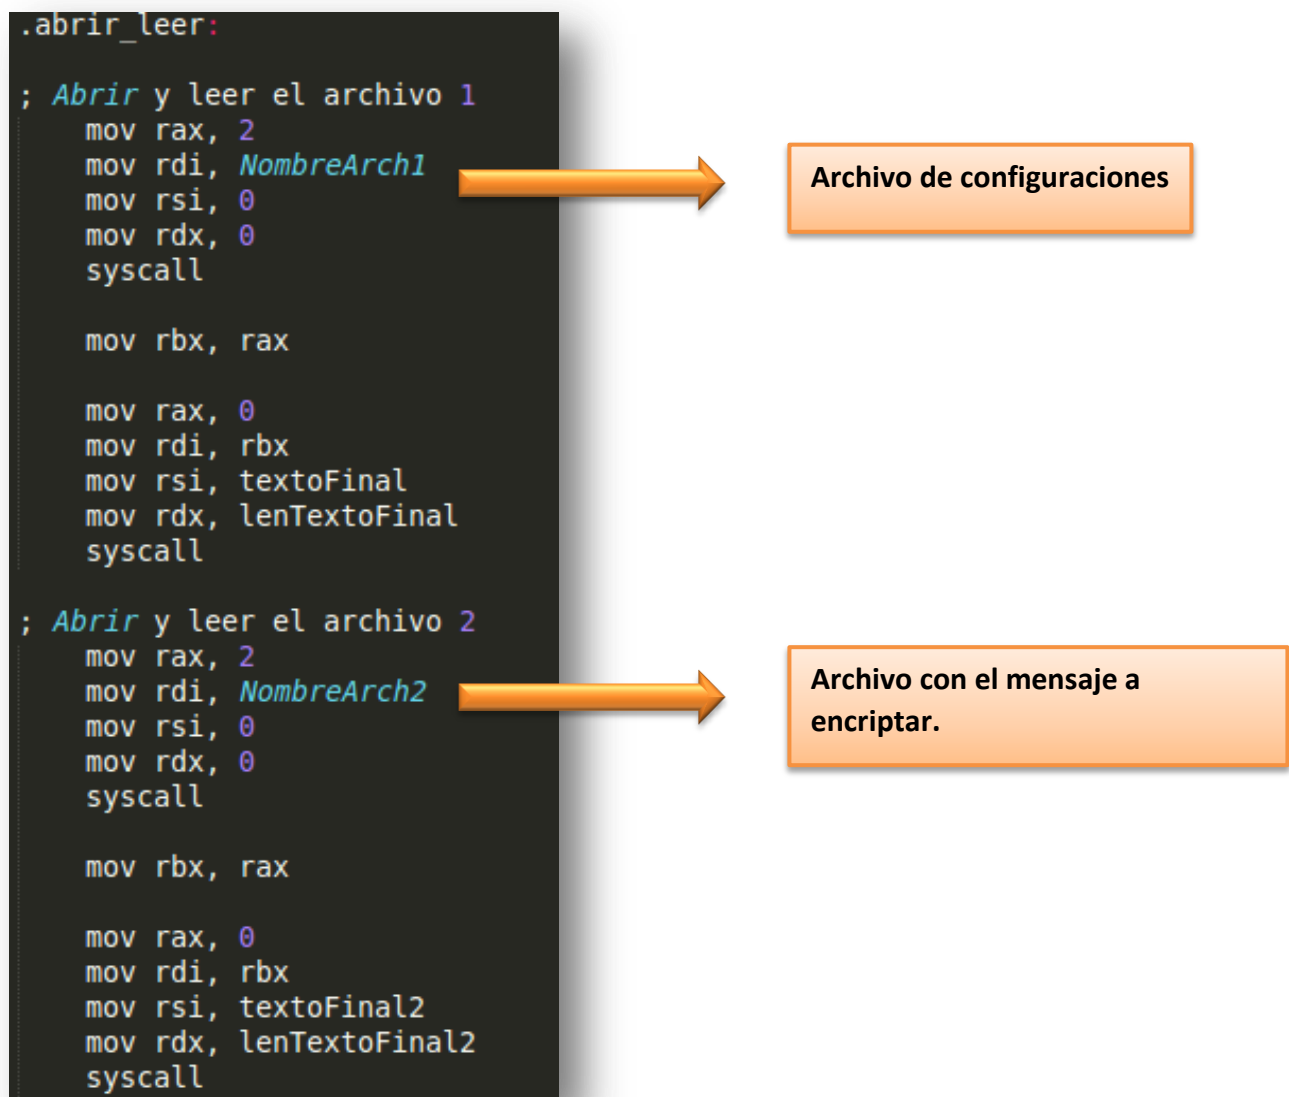 .abrir_leer:
; Abrir y leer el archivo 1
mov rax, 2
mov rdi, NombreArch1
Archivo de configuraciones
mov rsi, 0
mov rdx, 0
syscall
mov rbx, rax
mov rax, 0
mov rdi, rbx
mov rsi, textoFinal
mov rdx, lenTextoFinal
syscall
; Abrir y leer el archivo 2
mov rax, 2
mov rdi, NombreArch2
Archivo con el mensaje a
encriptar.
mov rsi, 0
mov rdx, 0
syscall
mov rbx, rax
mov rax, 0
mov rdi, rbx
mov rsi, textoFinal2
mov rdx, lenTextoFinal2
syscall